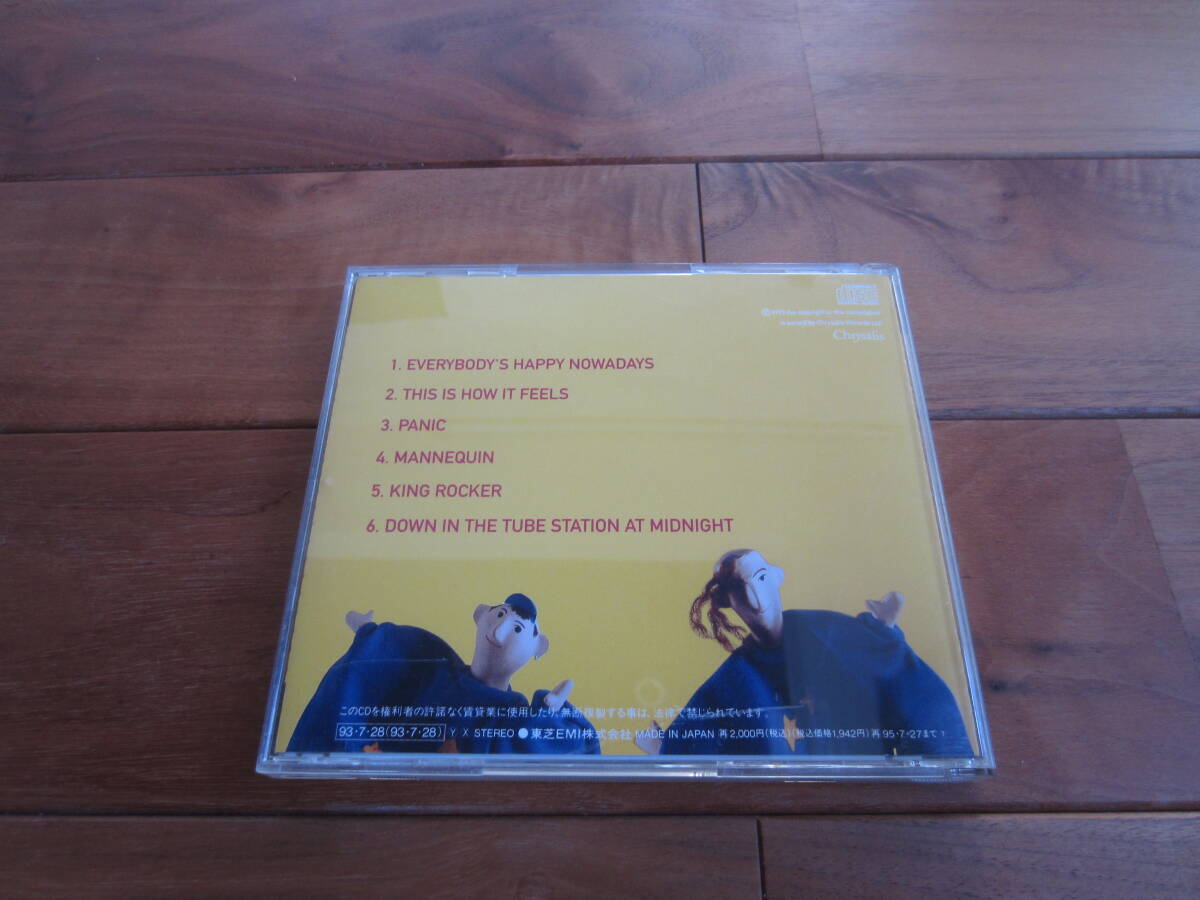 DISC
Chrysalis
1. EVERYBODY'S HAPPY NOWADAYS
2. THIS IS HOW IT FEELS
3. PANIC
4. MANNEQUIN
5. KING ROCKER
6. DOWN IN THE TUBE STATION AT MIDNIGHT
このCDを権利者の許諾なく賃貸業に使用したり、無断複製する事は、法律で禁じられています。
93・7・28(93・7・28) Y X STEREO ● 東芝EMI株式会社 MADE IN JAPAN 再 2,000円(税込)(税込価格1,942円) 再 95・7・27まで